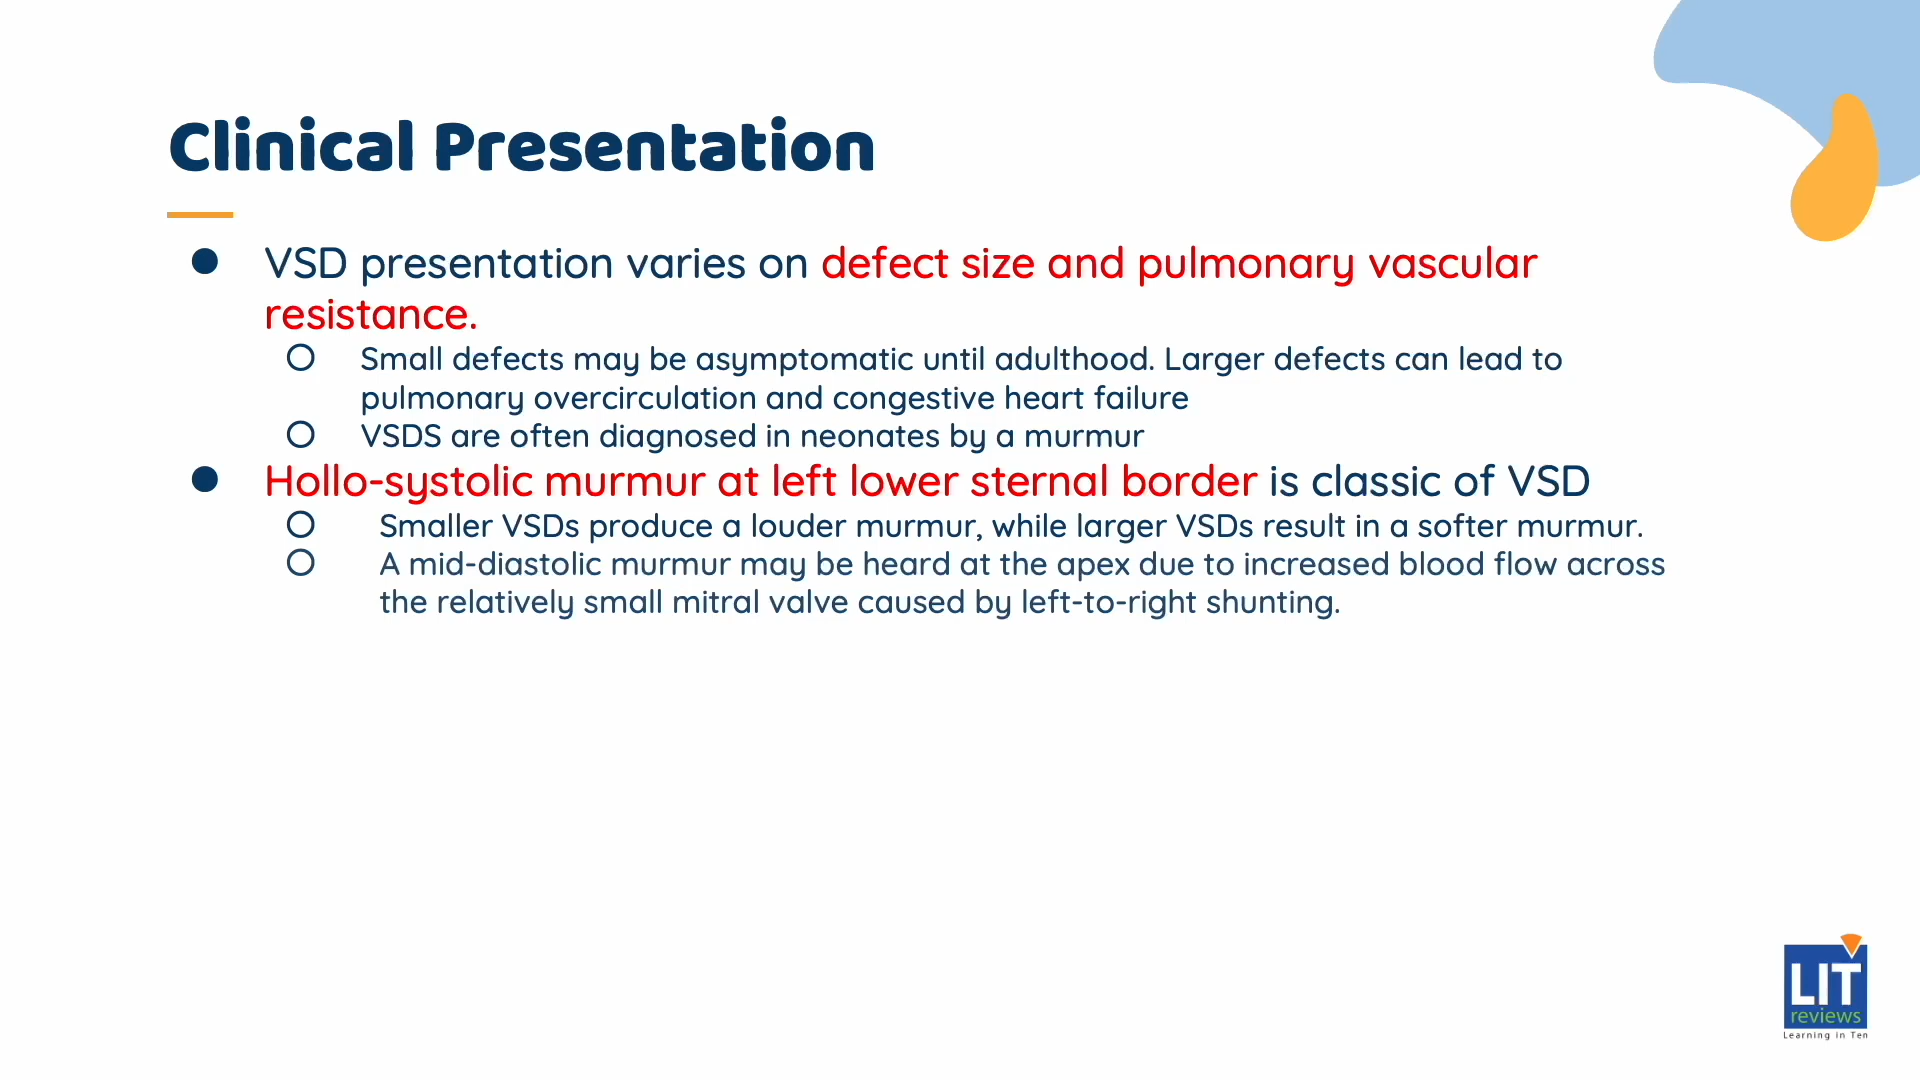 Clinical Presentation
● VSD presentation varies on defect size and pulmonary vascular
resistance.
○ Small defects may be asymptomatic until adulthood. Larger defects can lead to
pulmonary overcirculation and congestive heart failure
○ VSDS are often diagnosed in neonates by a murmur
● Hollo-systolic murmur at left lower sternal border is classic of VSD
○ Smaller VSDs produce a louder murmur, while larger VSDs result in a softer murmur.
○ A mid-diastolic murmur may be heard at the apex due to increased blood flow across
the relatively small mitral valve caused by left-to-right shunting.
LIT
reviews
Learning in Ten